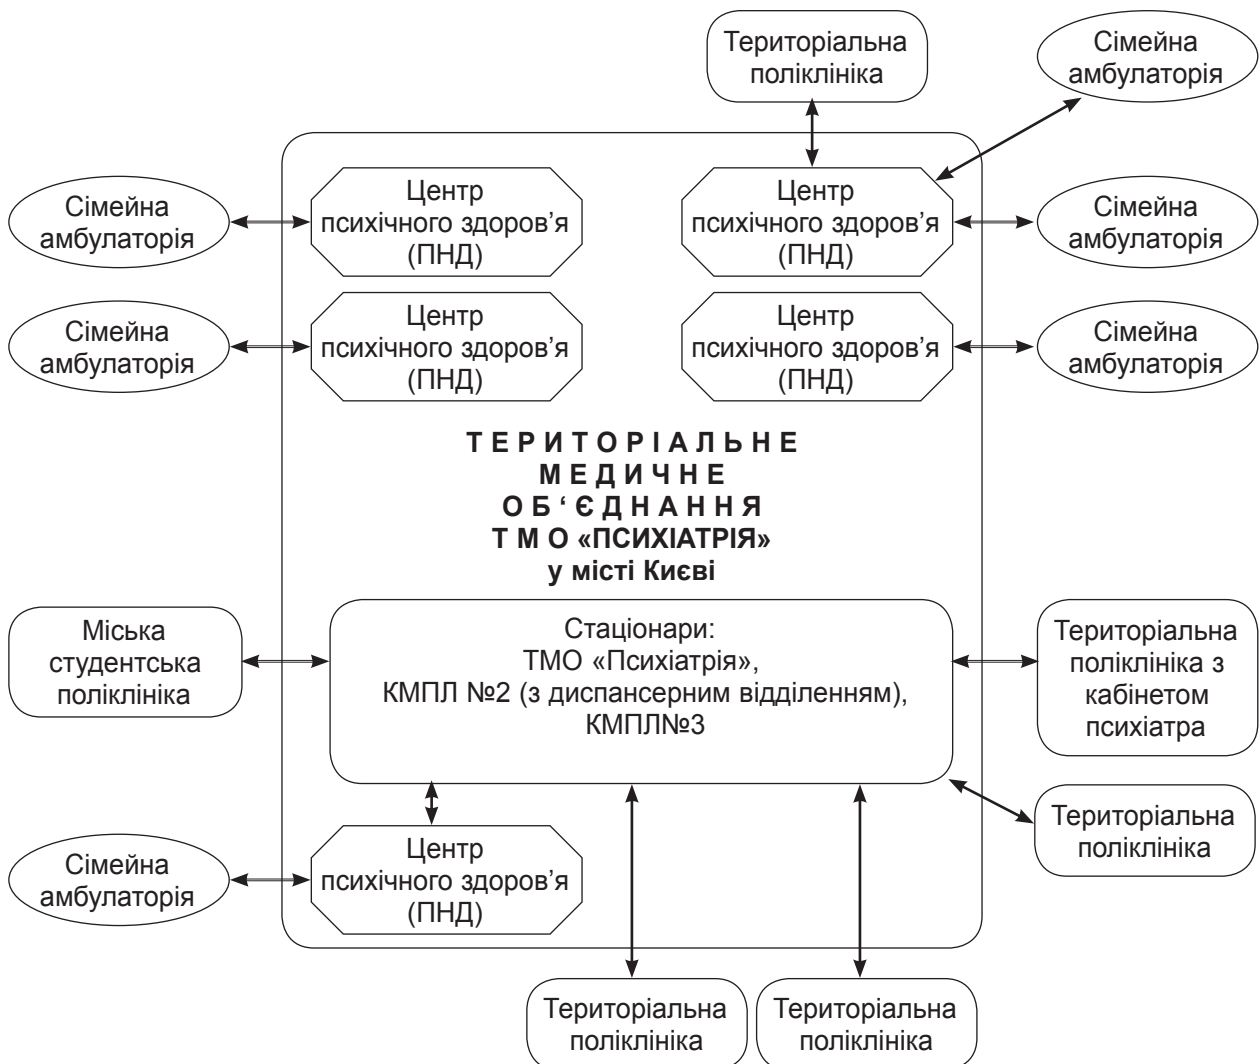 Територіальна
поліклініка
Сімейна
амбулаторія
Сімейна
амбулаторія
Центр
психічного здоров’я
(ПНД)
Центр
психічного здоров’я
(ПНД)
Сімейна
амбулаторія
Сімейна
амбулаторія
Центр
психічного здоров’я
(ПНД)
Центр
психічного здоров’я
(ПНД)
Сімейна
амбулаторія
Т Е Р И Т О Р І А Л Ь Н Е
М Е Д И Ч Н Е
О Б ‘ Є Д Н А Н Н Я
Т М О «ПСИХІАТРІЯ»
у місті Києві
Міська
студентська
поліклініка
Стаціонари:
ТМО «Психіатрія»,
КМПЛ №2 (з диспансерним відділенням),
КМПЛ№3
Територіальна
поліклініка з
кабінетом
психіатра
Територіальна
поліклініка
Сімейна
амбулаторія
Центр
психічного здоров’я
(ПНД)
Територіальна
поліклініка
Територіальна
поліклініка